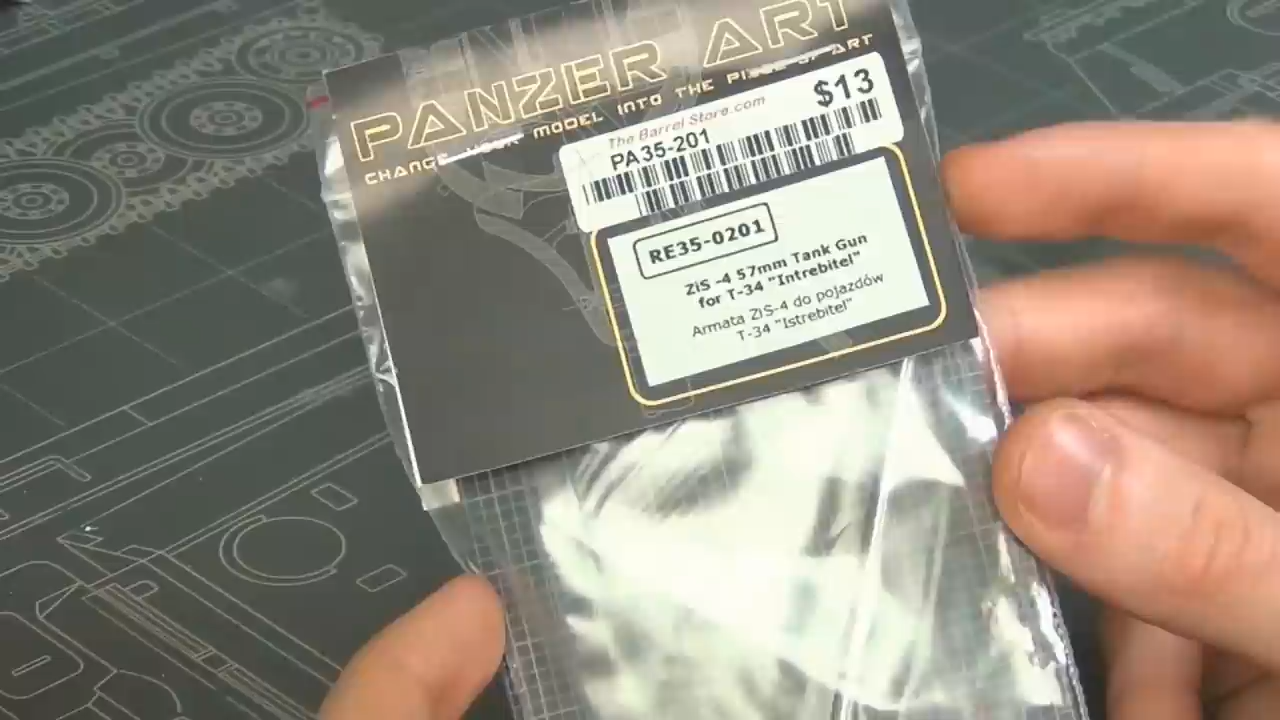 PANZER ART
CHANGE YOUR MODEL INTO THE PIECE OF ART
The Barrel Store.com
$13
PA35-201
RE35-0201
ZiS -4 57mm Tank Gun
for T-34 "Intrebitel"
Armata ZiS-4 do pojazdów
T-34 "Istrebitel"